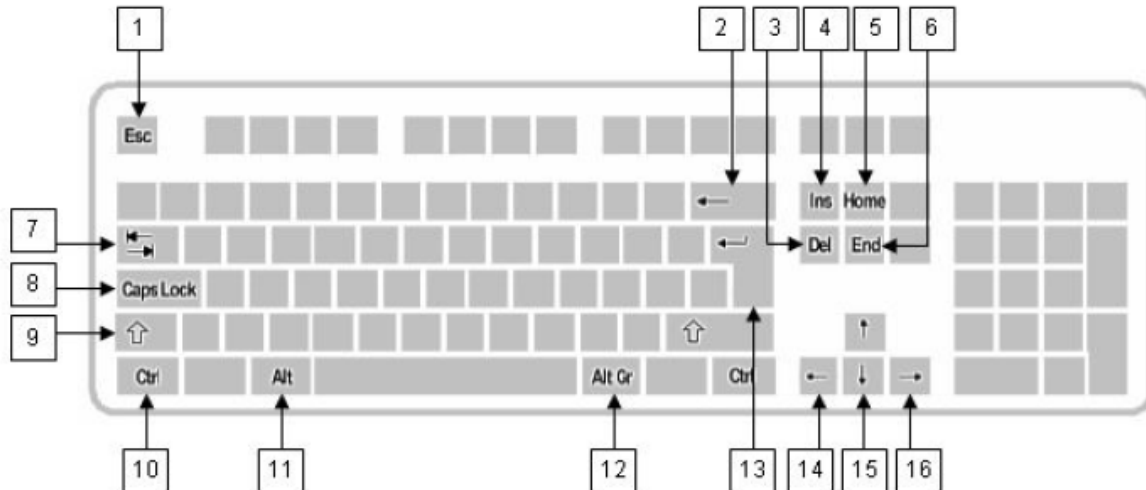 1 2 3 4 5 6
Esc
← Ins Home
7 ⇤ ⇥ ↵ Del End
8 Caps Lock
9 ⇧ ⇧ ↑
Ctrl Alt Alt Gr Ctrl ← ↓ →
10 11 12 13 14 15 16